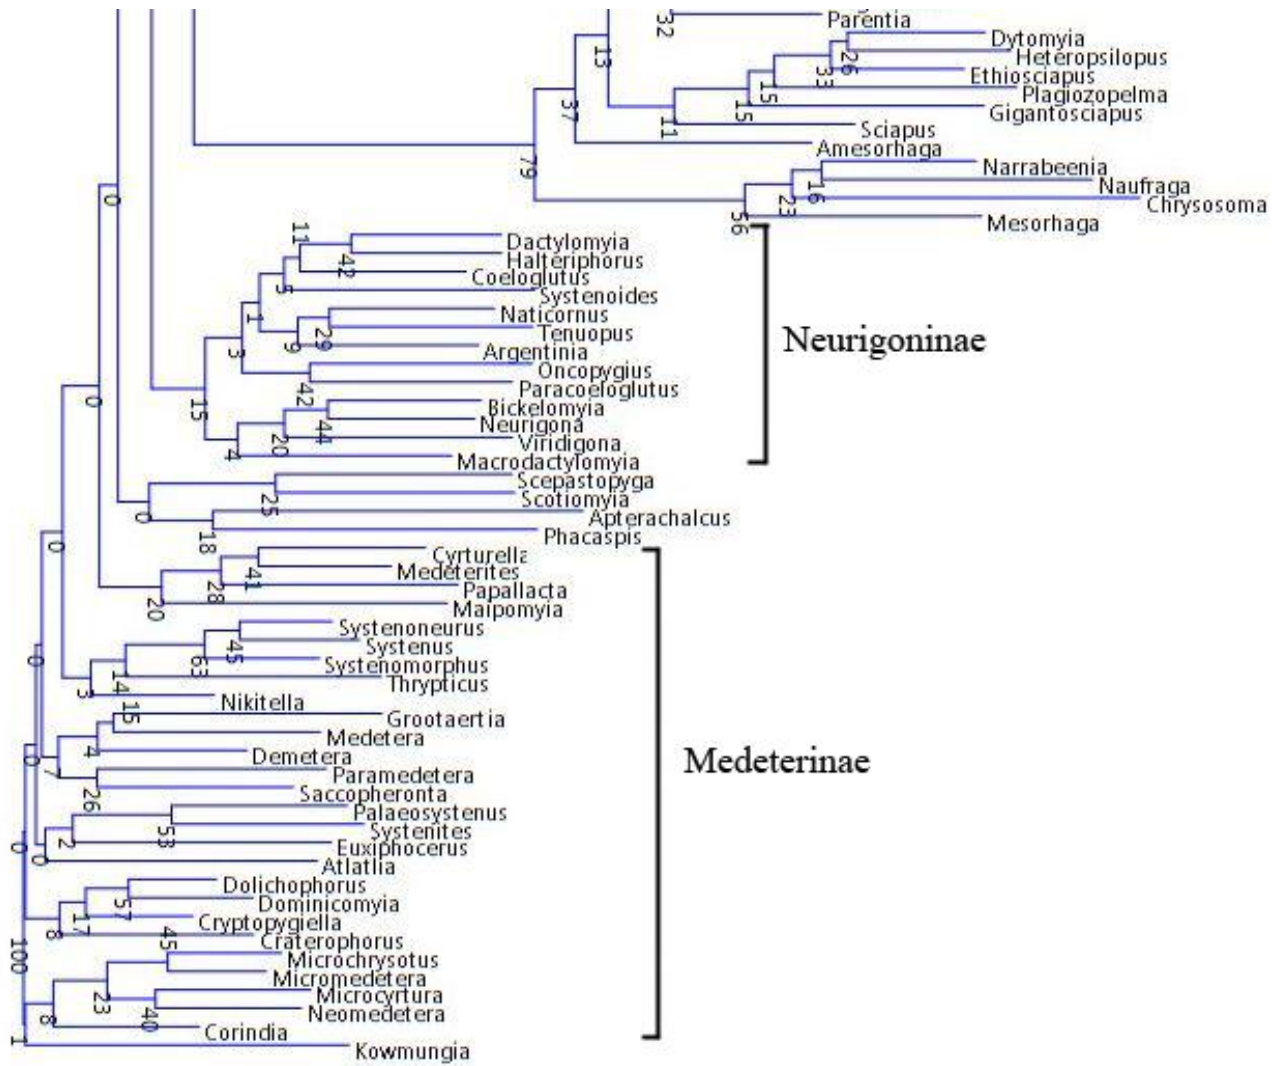 Parentia
32
Dytomyia
13
Heteropsilopus
26
Ethiosciapus
33
Plagiozopelma
15
Gigantosciapus
15
37
Sciapus
11
Amesorhaga
79
Narrabeenia
Naufraga
16
0
Chrysosoma
23
Mesorhaga
56
11
Dactylomyia
Halteriphorus
42
Coeloglutus
5
Systenoides
Naticornus
1
Tenuopus
29
Neurigoninae
9
Argentinia
3
Oncopygius
Paracoeloglutus
42
0
15
Bickelomyia
Neurigona
44
Viridigona
20
4
Macrodactylomyia
Scepastopyga
Scotiomyia
25
0
Apterachalcus
Phacaspis
18
0
Cyrturella
Medeterites
41
Papallacta
28
20
Maipomyia
Systenoneurus
Systenus
45
0
Systenomorphus
63
Thrypticus
14
3
Nikitella
15
Grootaertia
Medetera
4
Demetera
0
Medeterinae
7
Paramedetera
Saccopheronta
26
Palaeosystenus
Systenites
53
2
Euxiphocerus
0
0
Atlatlia
Dolichophorus
Dominicomyia
57
Cryptopygiella
17
8
45
Craterophorus
100
Microchrysotus
Micromedetera
Microcyrtura
23
Neomedetera
40
8
Corindia
1
Kowmungia